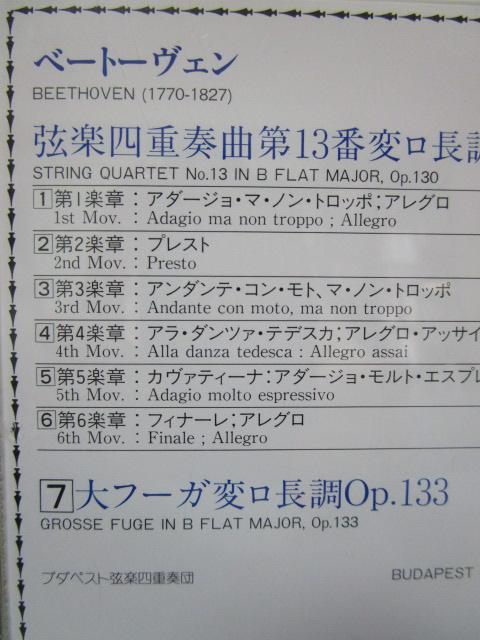 ベートーヴェン
BEETHOVEN (1770-1827)
弦楽四重奏曲第13番変ロ長調
STRING QUARTET No.13 IN B FLAT MAJOR, Op.130
1 第1楽章：アダージョ・マ・ノン・トロッポ；アレグロ
1st Mov. : Adagio ma non troppo ; Allegro
2 第2楽章：プレスト
2nd Mov. : Presto
3 第3楽章：アンダンテ・コン・モト、マ・ノン・トロッポ
3rd Mov. : Andante con moto, ma non troppo
4 第4楽章：アラ・ダンツァ・テデスカ；アレグロ・アッサイ
4th Mov. : Alla danza tedesca : Allegro assai
5 第5楽章：カヴァティーナ：アダージョ・モルト・エスプレ
5th Mov. : Adagio molto espressivo
6 第6楽章：フィナーレ；アレグロ
6th Mov. : Finale ; Allegro
7 大フーガ変ロ長調Op.133
GROSSE FUGE IN B FLAT MAJOR, Op.133
ブダペスト弦楽四重奏団 BUDAPEST